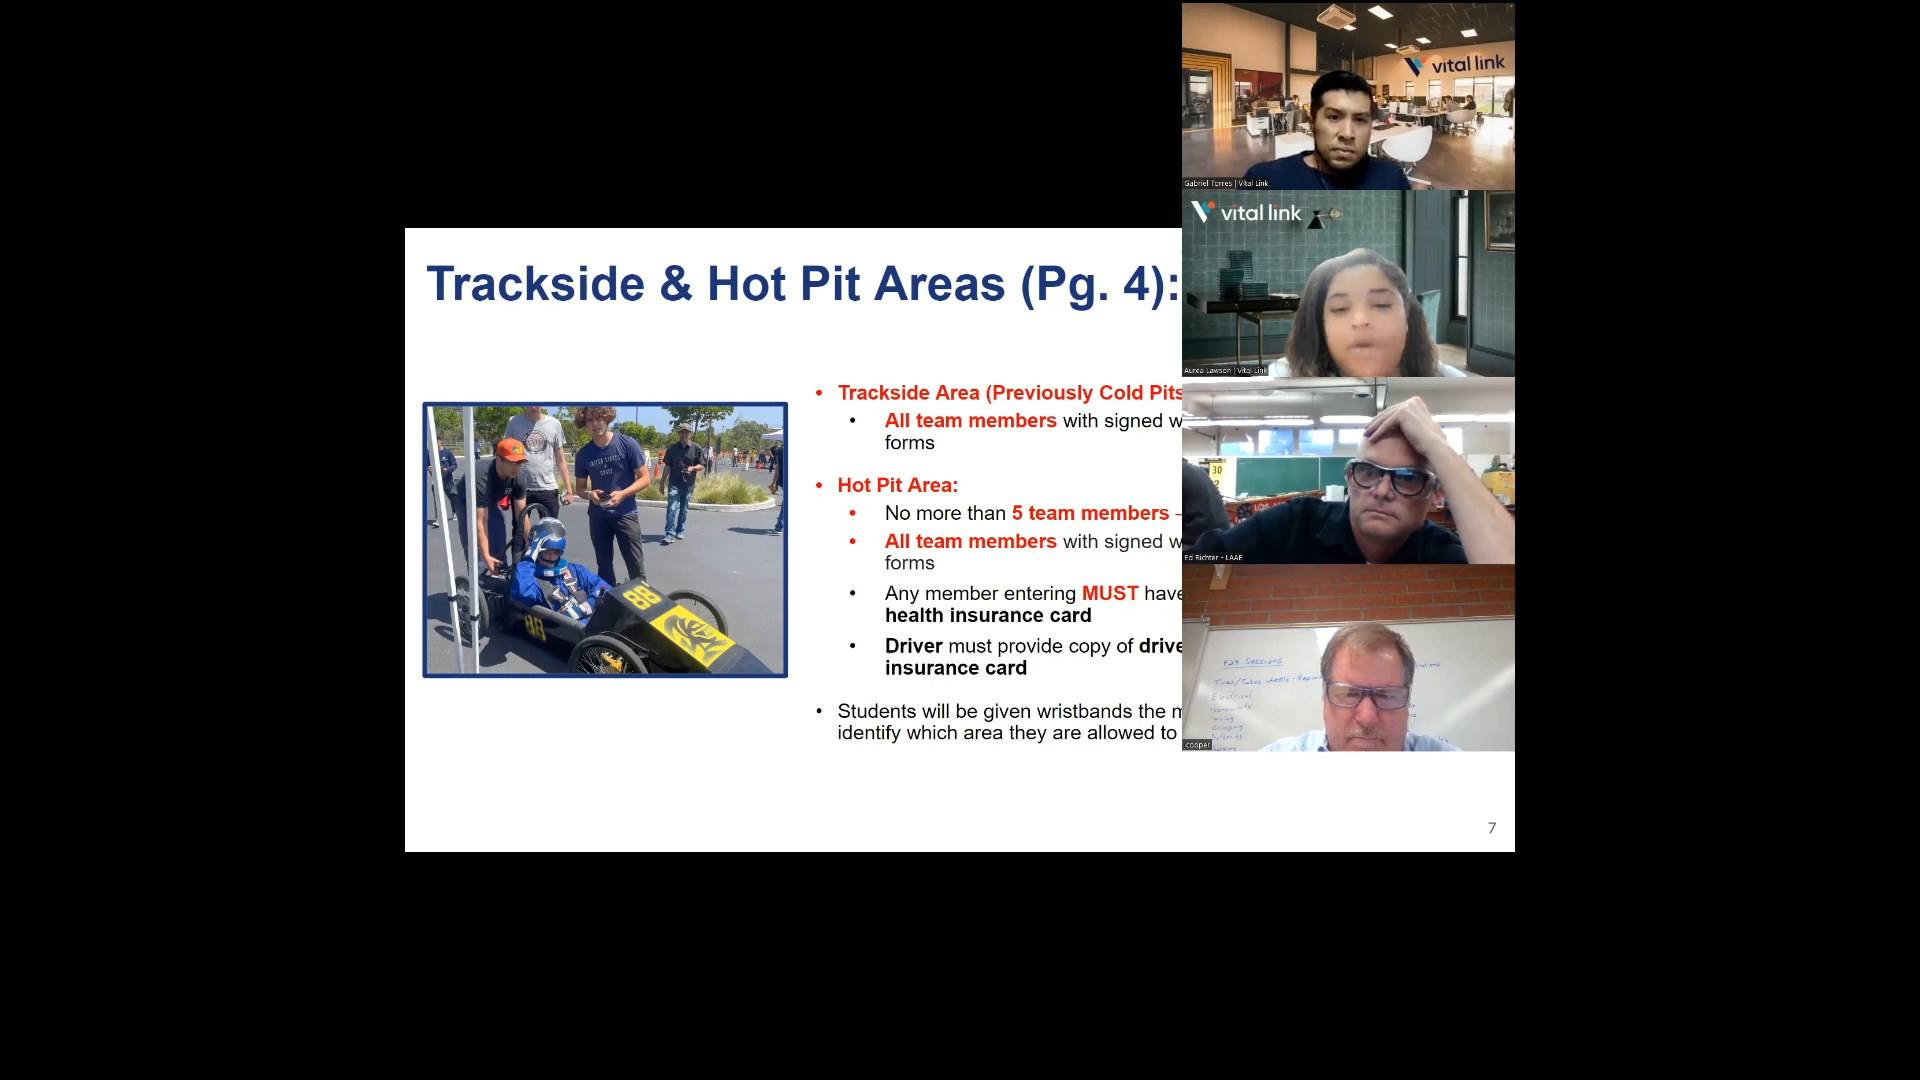 Trackside & Hot Pit Areas (Pg. 4):
• Trackside Area (Previously Cold Pits
• All team members with signed w
forms
• Hot Pit Area:
• No more than 5 team members -
• All team members with signed w
forms
• Any member entering MUST have
health insurance card
• Driver must provide copy of drive
insurance card
• Students will be given wristbands the m
identify which area they are allowed to
7
88
88
vital link
Gabriel Torres | Vital Link
vital link
Aurea Lawson | Vital Link
30
Ed Richter - LAAE
P24 Sessions
Electrical
cooper